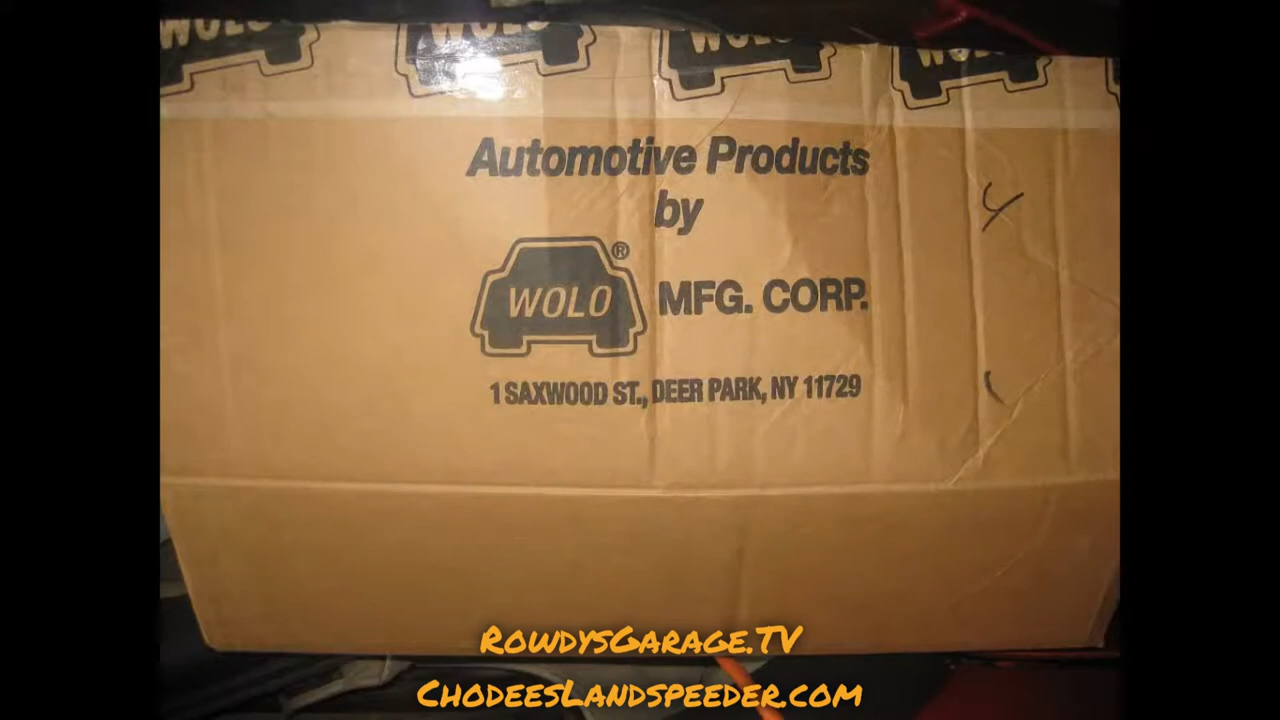 WOLO WOLO WOLO WOLO
Automotive Products
by
WOLO® MFG. CORP.
1 SAXWOOD ST., DEER PARK, NY 11729
RowdysGarage.TV
ChodeesLandspeeder.com